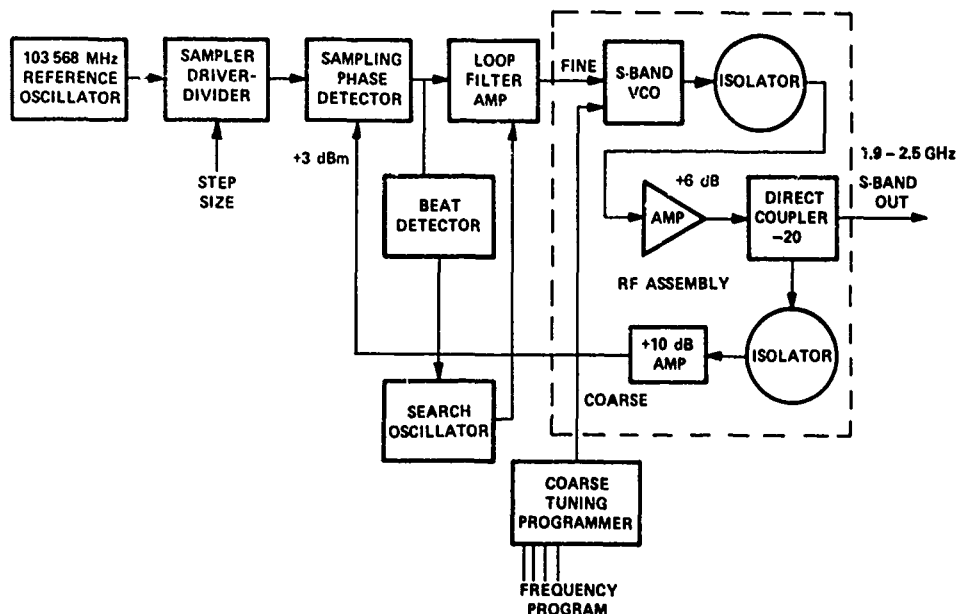 103 568 MHz
REFERENCE
OSCILLATOR
SAMPLER
DRIVER-
DIVIDER
SAMPLING
PHASE
DETECTOR
LOOP
FILTER
AMP
FINE
S-BAND
VCO
ISOLATOR
+3 dBm
STEP
SIZE
BEAT
DETECTOR
+6 dB
AMP
DIRECT
COUPLER
-20
1.9 – 2.5 GHz
S-BAND
OUT
RF ASSEMBLY
+10 dB
AMP
ISOLATOR
COARSE
SEARCH
OSCILLATOR
COARSE
TUNING
PROGRAMMER
FREQUENCY
PROGRAM